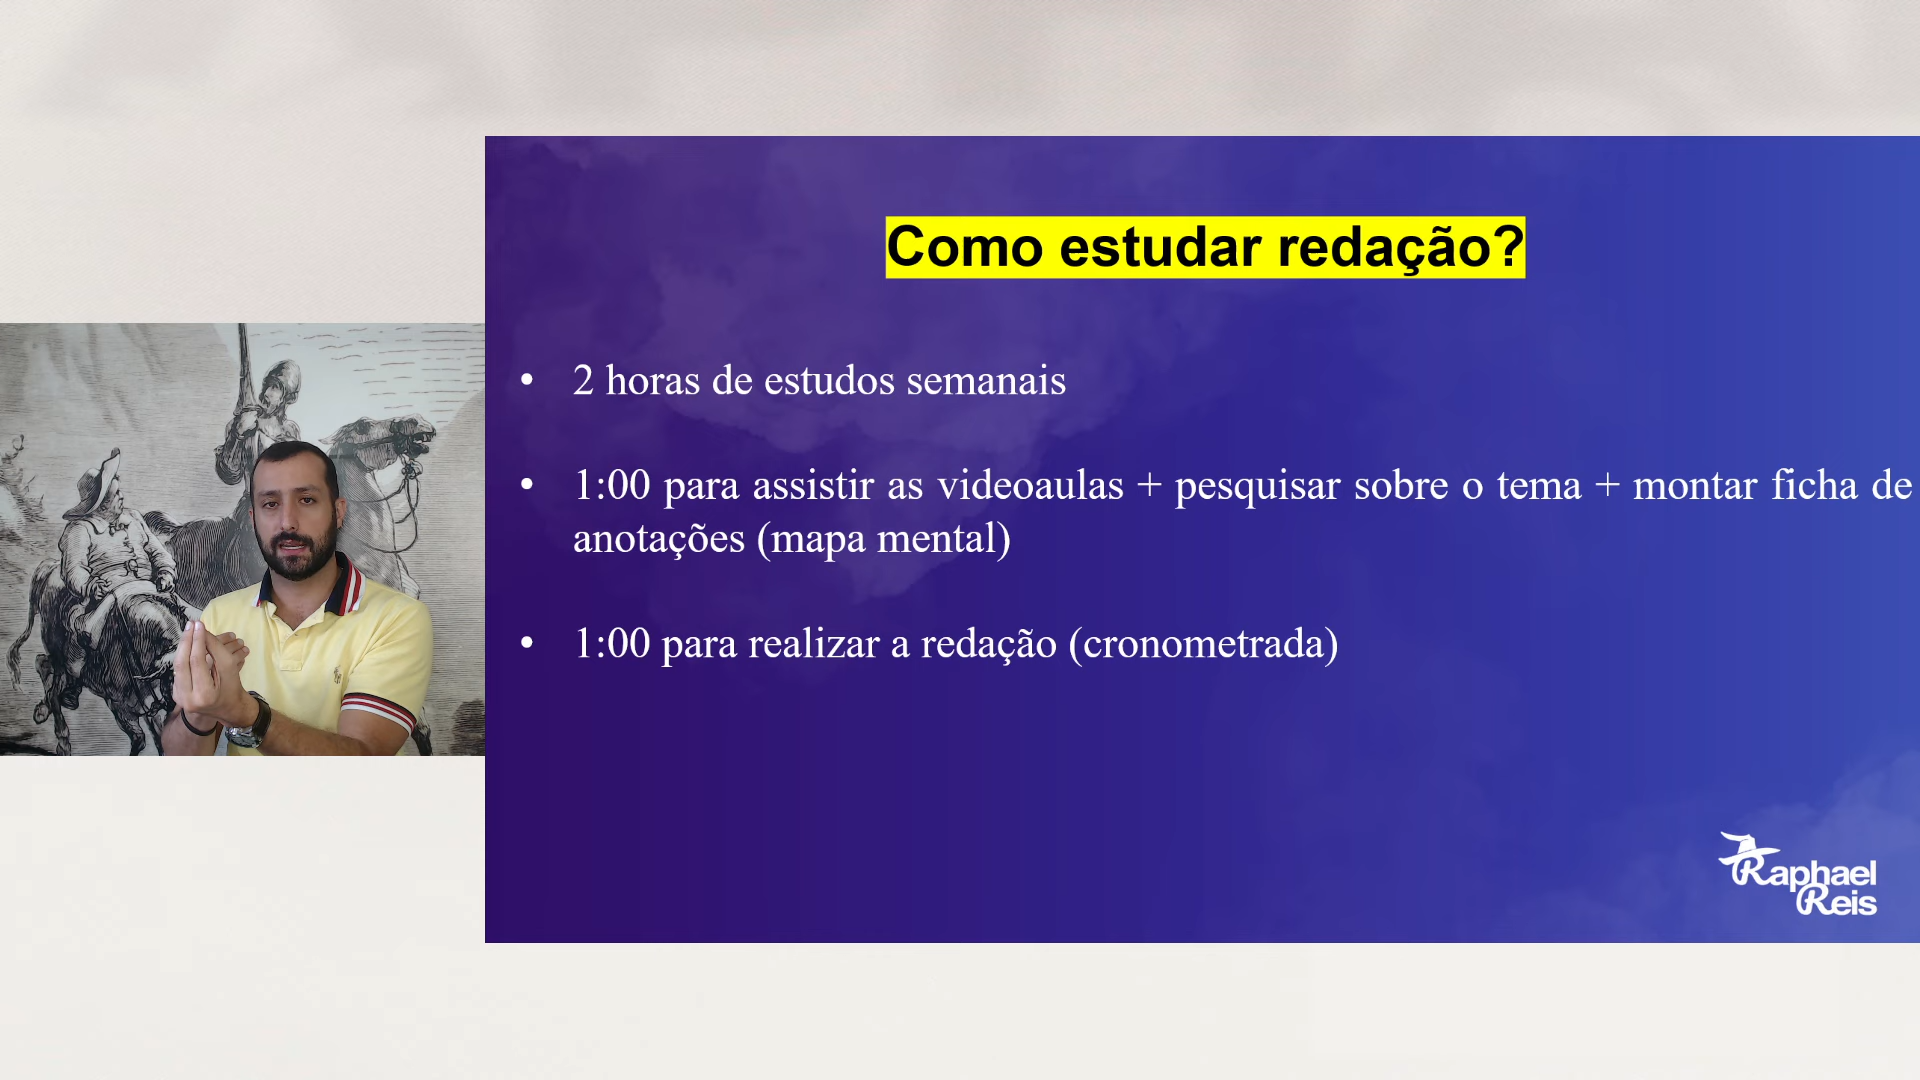 Como estudar redação?
• 2 horas de estudos semanais
• 1:00 para assistir as videoaulas + pesquisar sobre o tema + montar ficha de
anotações (mapa mental)
• 1:00 para realizar a redação (cronometrada)
Raphael
Reis